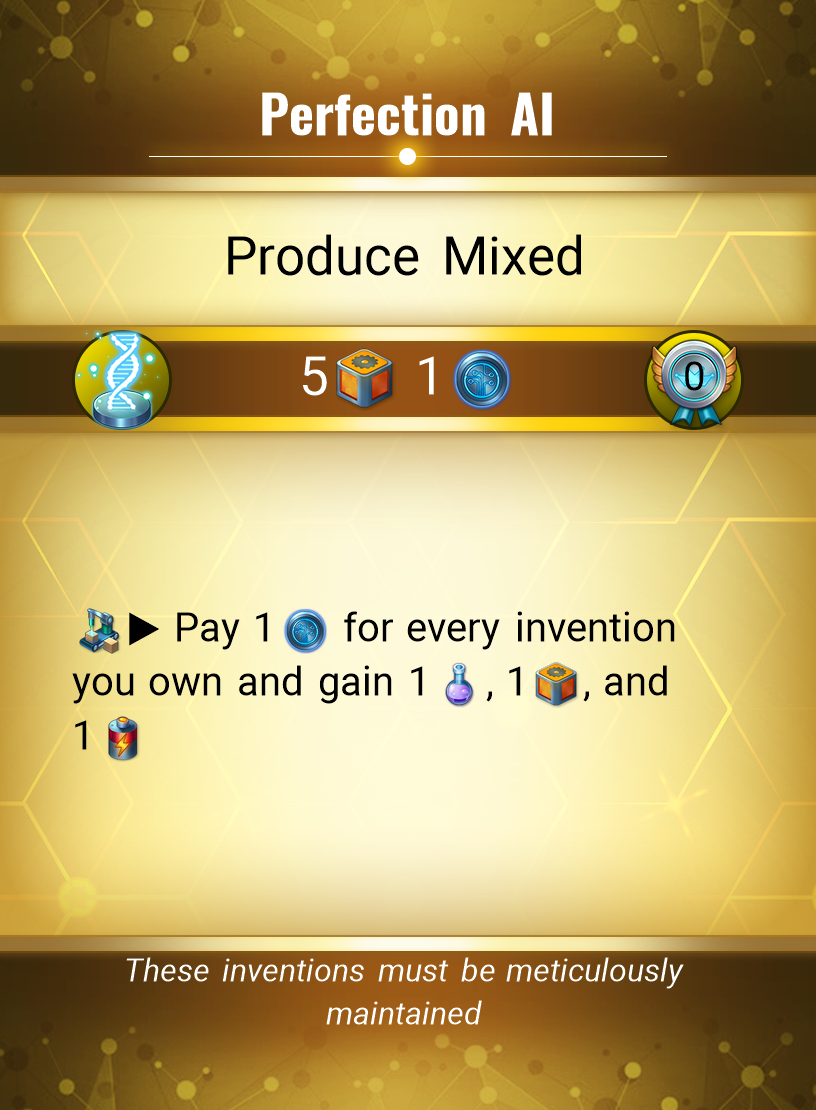 Perfection AI
Produce Mixed
5 1 0
Pay 1 for every invention
you own and gain 1 , 1 , and
1
These inventions must be meticulously
maintained